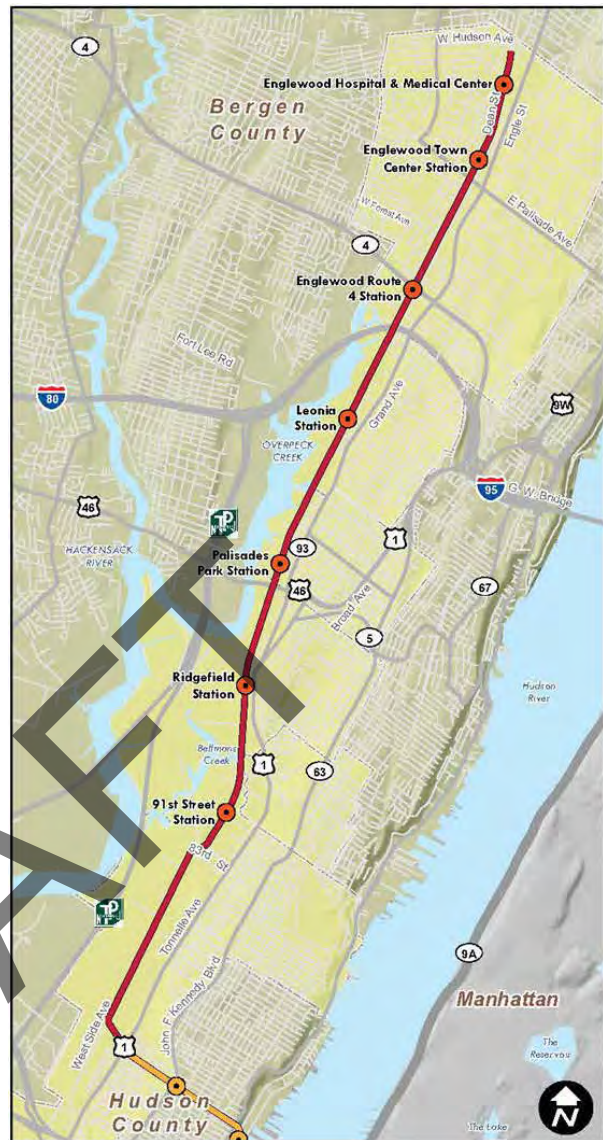 W. Hudson Ave
4
Englewood Hospital & Medical Center
Bergen
County
Dean St
Engle St
Englewood Town
Center Station
W Forest Ave
E Palisade Ave
4
Englewood Route
4 Station
Fort Lee Rd
80
9W
Leonia
Station
Grand Ave
OVERPECK
CREEK
95
G. W. Bridge
46
1
HACKENSACK
RIVER
TP
93
Palisades
Park Station
46
Broad Ave
67
5
Ridgefield
Station
Hudson
River
Bellmans
Creek
1
63
91st Street
Station
83rd St
TP
Tonnelle Ave
9A
John F Kennedy Blvd
Manhattan
West Side Ave
1
The
Reservoir
Hudson
County
The Lake
N
AFT